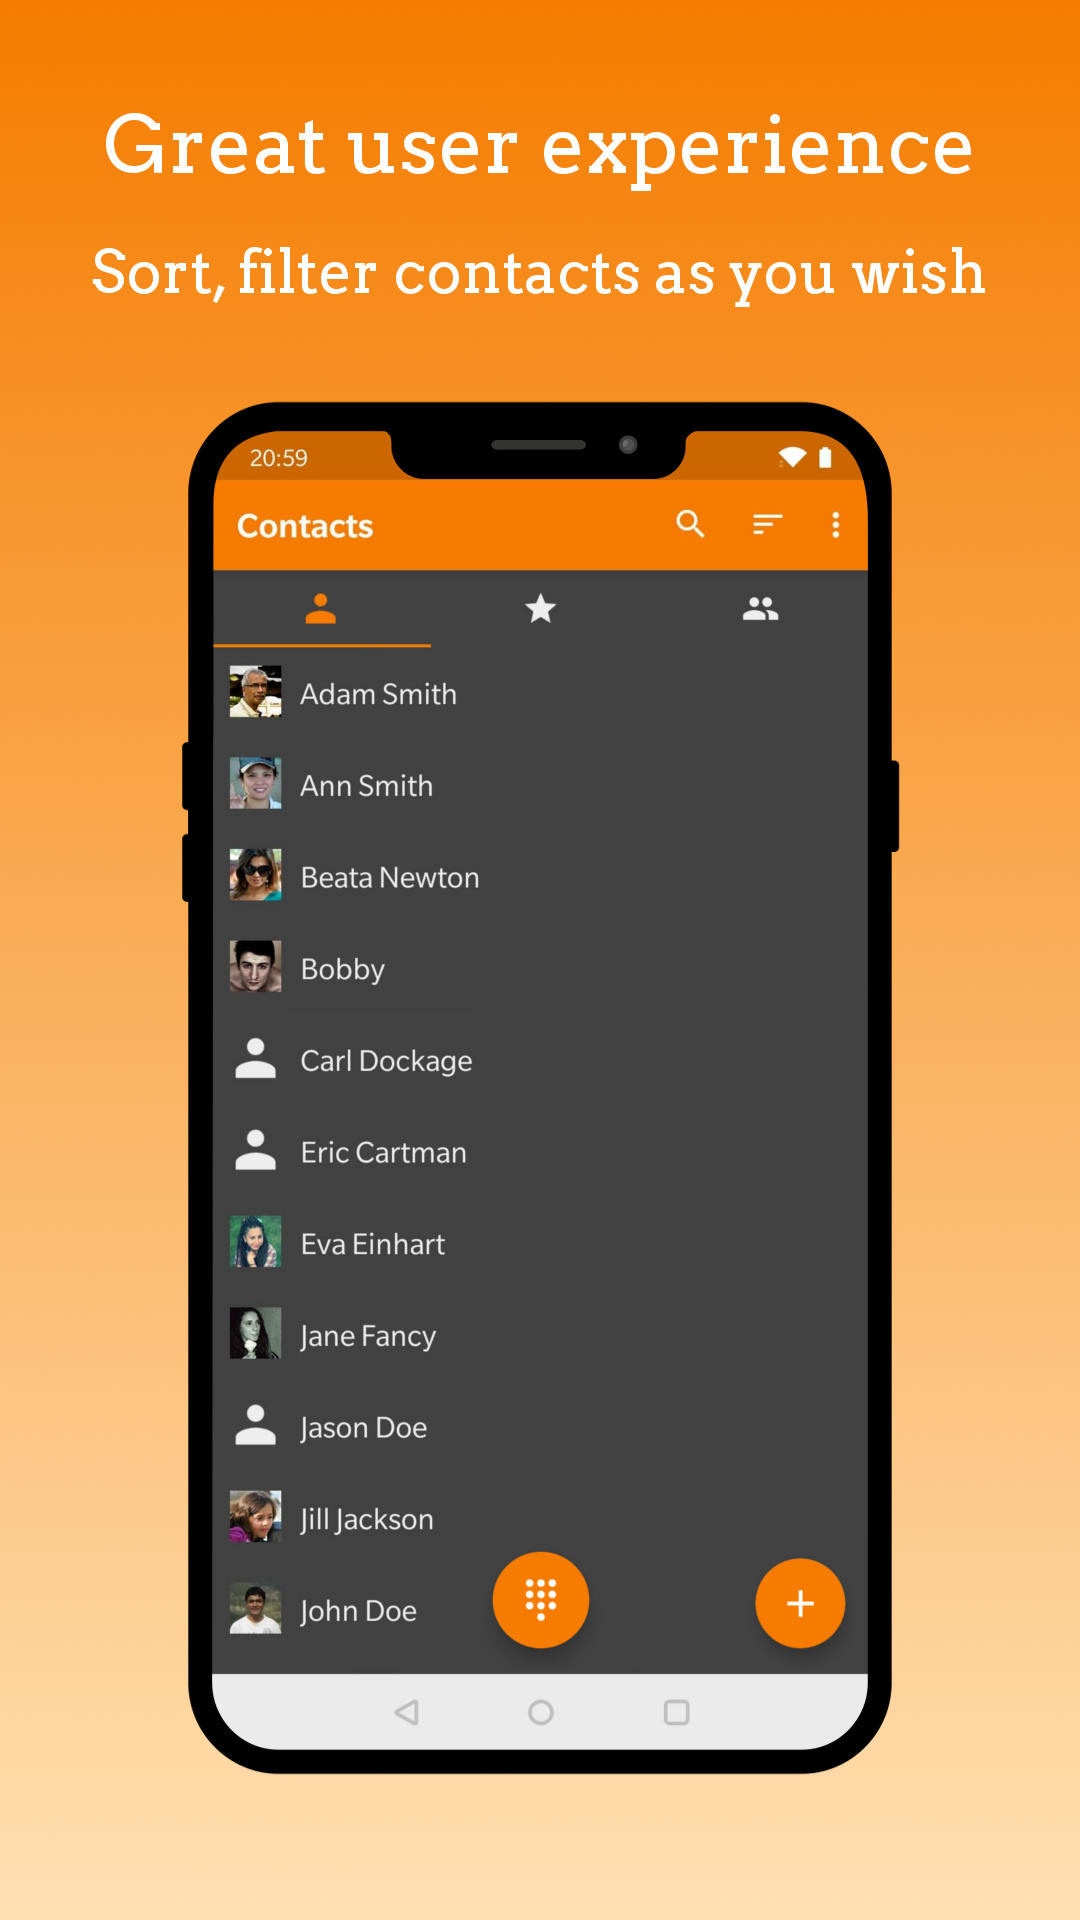 Great user experience
Sort, filter contacts as you wish
20:59
Contacts
Adam Smith
Ann Smith
Beata Newton
Bobby
Carl Dockage
Eric Cartman
Eva Einhart
Jane Fancy
Jason Doe
Jill Jackson
John Doe